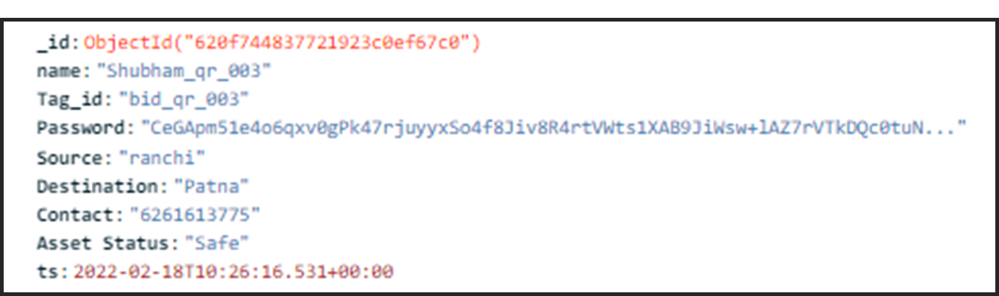 _id: ObjectId("620f744837721923c0ef67c0")
name: "Shubham_qr_003"
Tag_id: "bid_qr_003"
Password: "CeGApm51e4o6qxv0gPk47rjuyyxSo4f8Jiv8R4rtVWts1XAB9JiWsw+lAZ7rVTkDQc0tuN..."
Source: "ranchi"
Destination: "Patna"
Contact: "6261613775"
Asset Status: "Safe"
ts: 2022-02-18T10:26:16.531+00:00